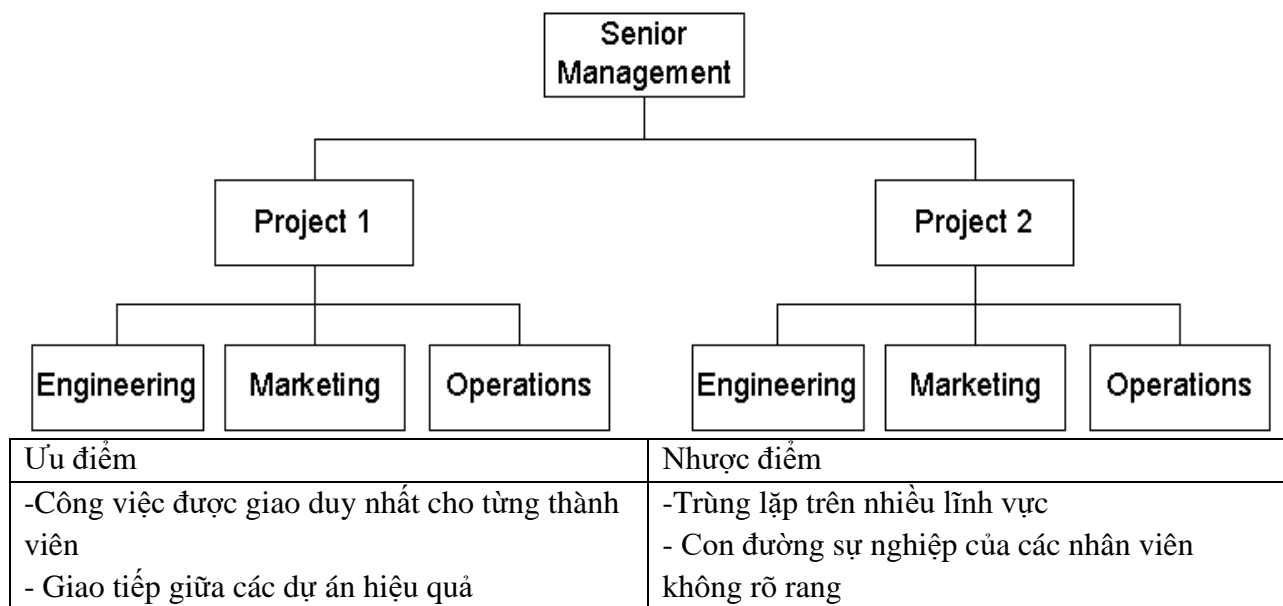 Senior
Management
Project 1
Project 2
Engineering
Marketing
Operations
Engineering
Marketing
Operations
Ưu điểm
Nhược điểm
-Công việc được giao duy nhất cho từng thành
viên
- Giao tiếp giữa các dự án hiệu quả
-Trùng lặp trên nhiều lĩnh vực
- Con đường sự nghiệp của các nhân viên
không rõ rang